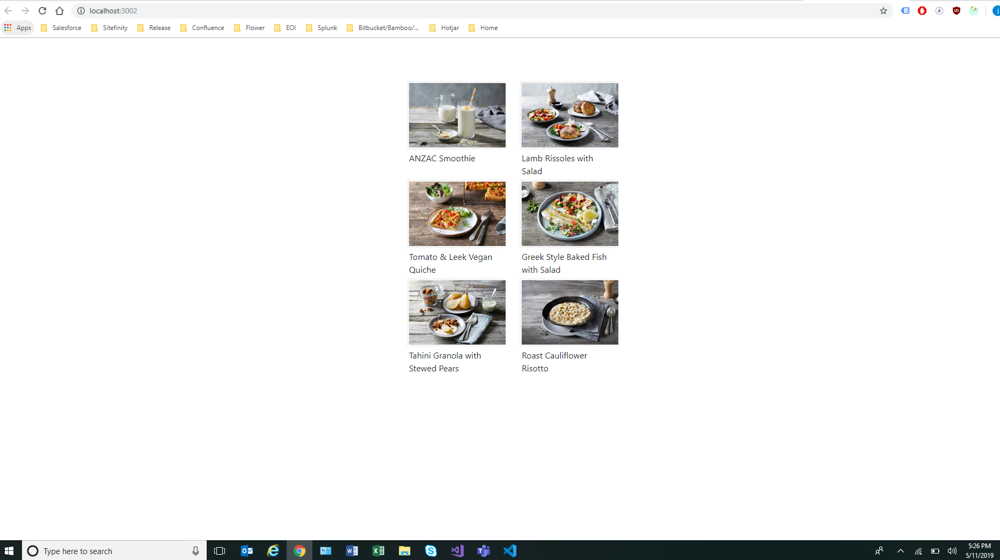 localhost:3002
Apps Salesforce Sitefinity Release Confluence Flower EOI Splunk Bitbucket/Bamboo/... Hotjar Home
ANZAC Smoothie
Lamb Rissoles with
Salad
Tomato & Leek Vegan
Quiche
Greek Style Baked Fish
with Salad
Tahini Granola with
Stewed Pears
Roast Cauliflower
Risotto
Type here to search
5:26 PM
5/11/2019